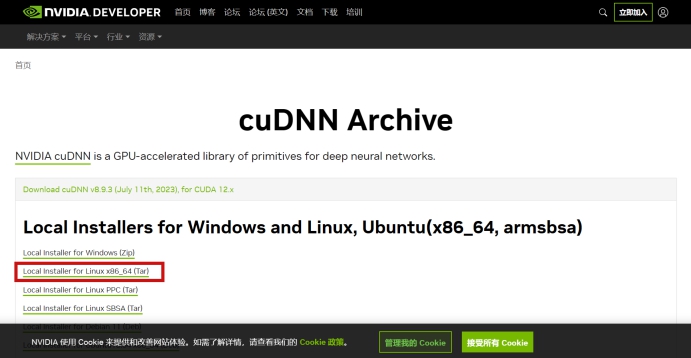 NVIDIA. DEVELOPER 首页 博客 论坛 论坛 (英文) 文档 下载 培训 立即加入
解决方案 平台 行业 资源
首页
cuDNN Archive
NVIDIA cuDNN is a GPU-accelerated library of primitives for deep neural networks.
Download cuDNN v8.9.3 (July 11th, 2023), for CUDA 12.x
Local Installers for Windows and Linux, Ubuntu(x86_64, armsbsa)
Local Installer for Windows (Zip)
Local Installer for Linux x86_64 (Tar)
Local Installer for Linux PPC (Tar)
Local Installer for Linux SBSA (Tar)
NVIDIA 使用 Cookie 来提供和改善网站体验。如需了解详情，请查看我们的 Cookie 政策。 管理我的 Cookie 接受所有 Cookie